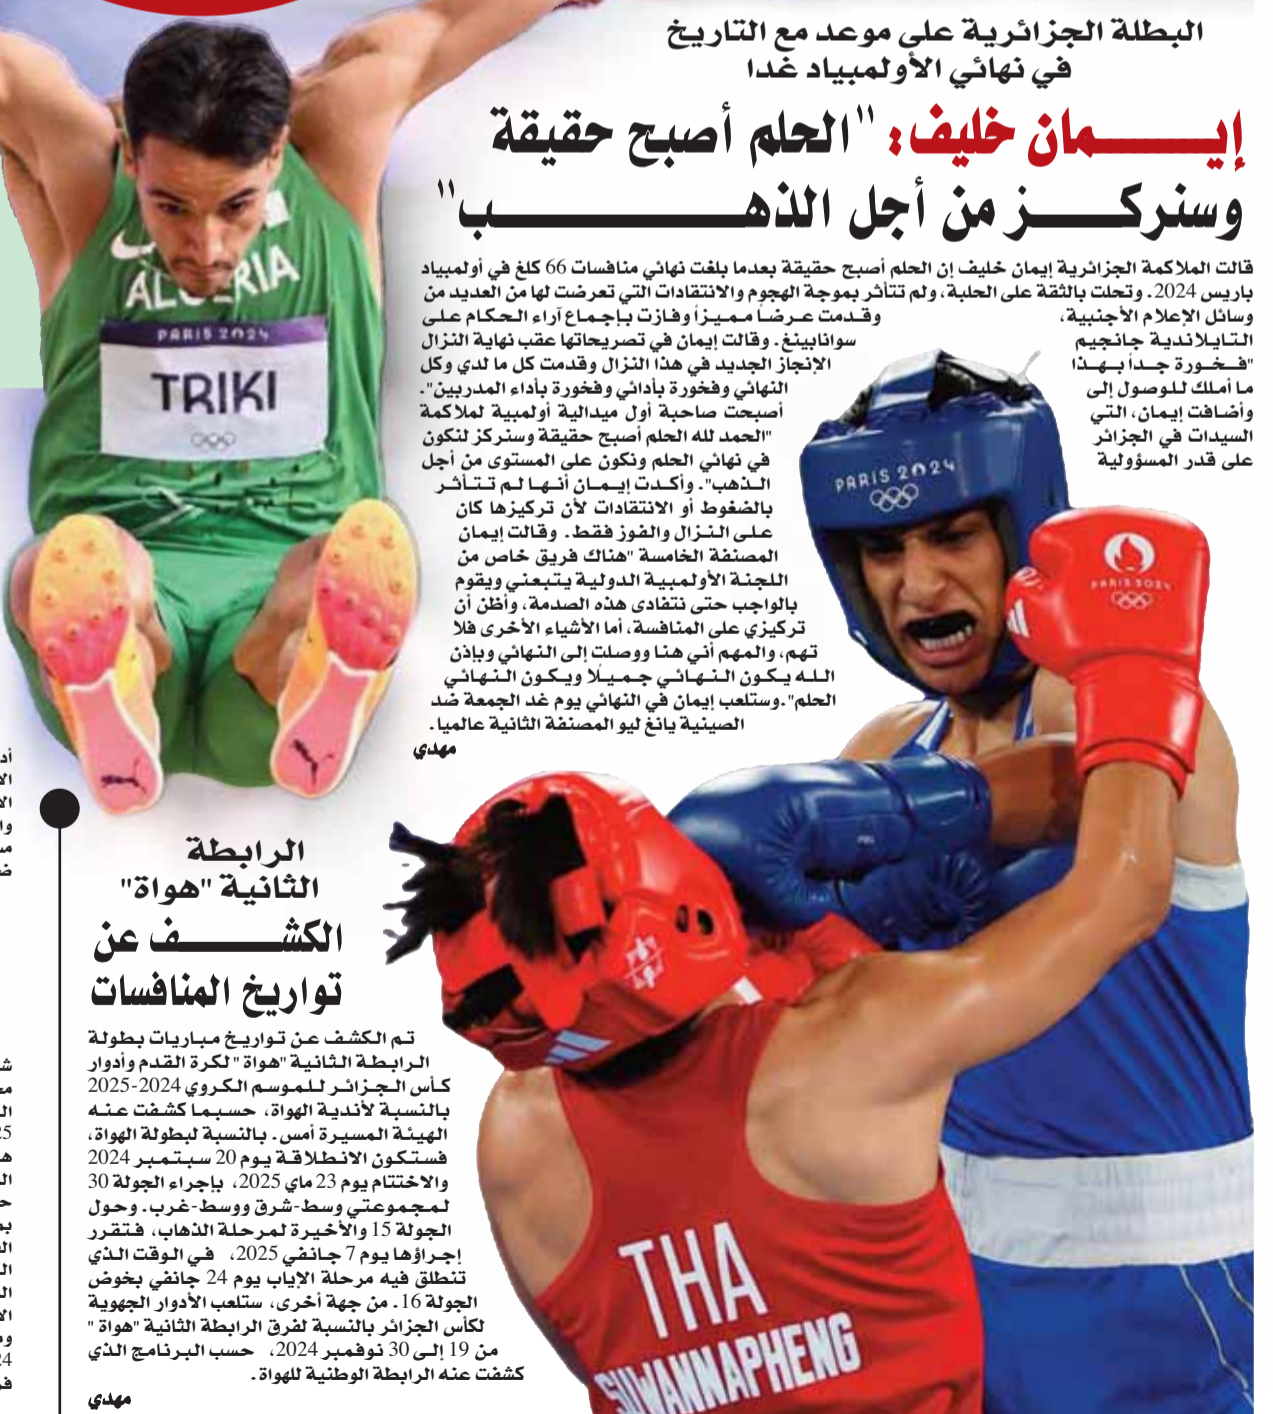 البطلة الجزائرية على موعد مع التاريخ
في نهائي الأولمبياد غدا
إيـــمان خليف: "الحلم أصبح حقيقة
وسنركـــز من أجل الذهـــب"
قالت الملاكمة الجزائرية إيمان خليف إن الحلم أصبح حقيقة بعدما بلغت نهائي منافسات 66 كلغ في أولمبياد
باريس 2024. وتحلت بالثقة على الحلبة، ولم تتأثر بموجة الهجوم والانتقادات التي تعرضت لها من العديد من
وسائل الإعلام الأجنبية، وقدمت عرضاً مميزاً وفازت بإجماع آراء الحكام على
التايلاندية جانجيم سوانابينغ. وقالت إيمان في تصريحاتها عقب نهاية النزال
"فخورة جداً بهذا الإنجاز الجديد في هذا النزال وقدمت كل ما لدي وكل
ما أملك للوصول إلى النهائي وفخورة بأدائي وفخورة بأداء المدربين".
وأضافت إيمان، التي أصبحت صاحبة أول ميدالية أولمبية لملاكمة
السيدات في الجزائر "الحمد لله الحلم أصبح حقيقة وسنركز لنكون
على قدر المسؤولية في نهائي الحلم ونكون على المستوى من أجل
الذهب". وأكدت إيمان أنها لم تتأثر
بالضغوط أو الانتقادات لأن تركيزها كان
على النزال والفوز فقط. وقالت إيمان
المصنفة الخامسة "هناك فريق خاص من
اللجنة الأولمبية الدولية يتبعني ويقوم
بالواجب حتى نتفادى هذه الصدمة، وأظن أن
تركيزي على المنافسة، أما الأشياء الأخرى فلا
تهم، والمهم أني هنا ووصلت إلى النهائي وبإذن
الله يكون النهائي جميلًا ويكون النهائي
الحلم".وستلعب إيمان في النهائي يوم غد الجمعة ضد
الصينية يانغ ليو المصنفة الثانية عالميا.
مهدي
ALGERIA
PARIS 2024
TRIKI
PARIS 2024
PARIS 2024
THA
SUWANNAPHENG
الرابطة
الثانية "هواة"
الكشـــف عن
تواريخ المنافسات
تم الكشف عن تواريخ مباريات بطولة
الرابطة الثانية "هواة" لكرة القدم وأدوار
كأس الجزائر للموسم الكروي 2024-2025
بالنسبة لأندية الهواة، حسبما كشفت عنه
الهيئة المسيرة أمس. بالنسبة لبطولة الهواة،
فستكون الانطلاقة يوم 20 سبتمبر 2024
والاختتام يوم 23 ماي 2025، بإجراء الجولة 30
لمجموعتي وسط-شرق ووسط-غرب. وحول
الجولة 15 والأخيرة لمرحلة الذهاب، فتقرر
إجراؤها يوم 7 جانفي 2025، في الوقت الذي
تنطلق فيه مرحلة الإياب يوم 24 جانفي بخوض
الجولة 16. من جهة أخرى، ستلعب الأدوار الجهوية
لكأس الجزائر بالنسبة لفرق الرابطة الثانية "هواة "
من 19 إلى 30 نوفمبر 2024، حسب البرنامج الذي
كشفت عنه الرابطة الوطنية للهواة.
مهدي